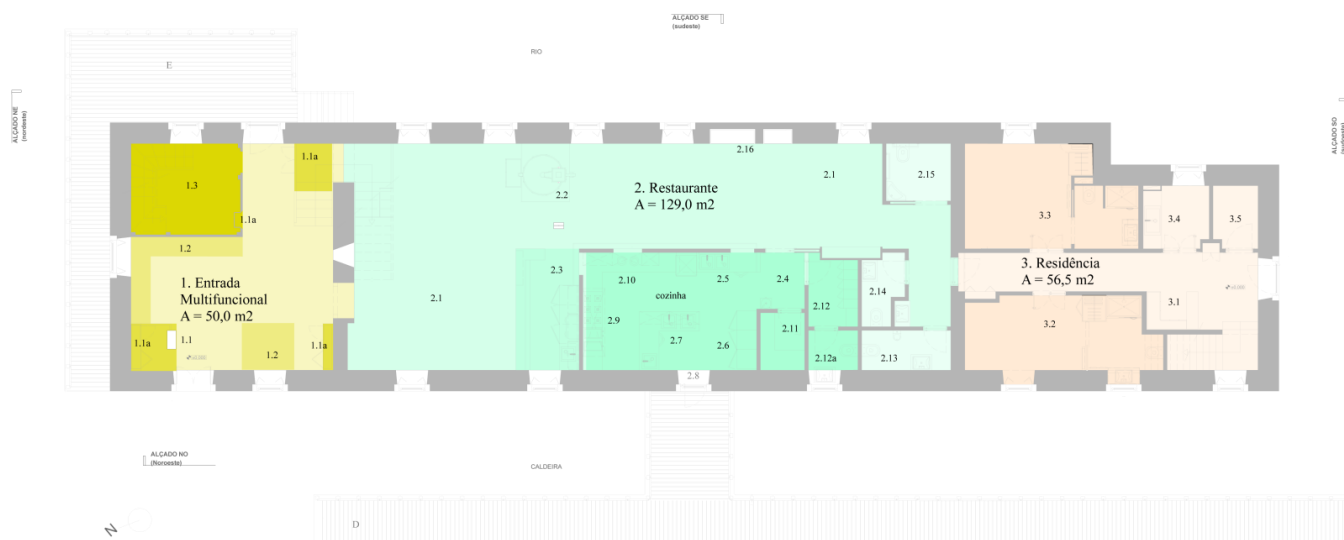 ALÇADO SE
(sudeste)
RIO
E
ALÇADO NE
(nordeste)
ALÇADO SO
1.1a
2.16
1.3
2.2
2. Restaurante
A = 129,0 m2
2.1
2.15
1.1a
3.3
3.4
3.5
1.2
2.3
2.10
2.5
2.4
3. Residência
A = 56,5 m2
1. Entrada
Multifuncional
A = 50,0 m2
2.1
cozinha
2.12
2.14
3.1
2.9
2.11
3.2
1.1a
1.1
1.2
1.1a
2.7
2.6
2.12a
2.13
2.8
ALÇADO NO
(Noroeste)
CALDEIRA
N
D